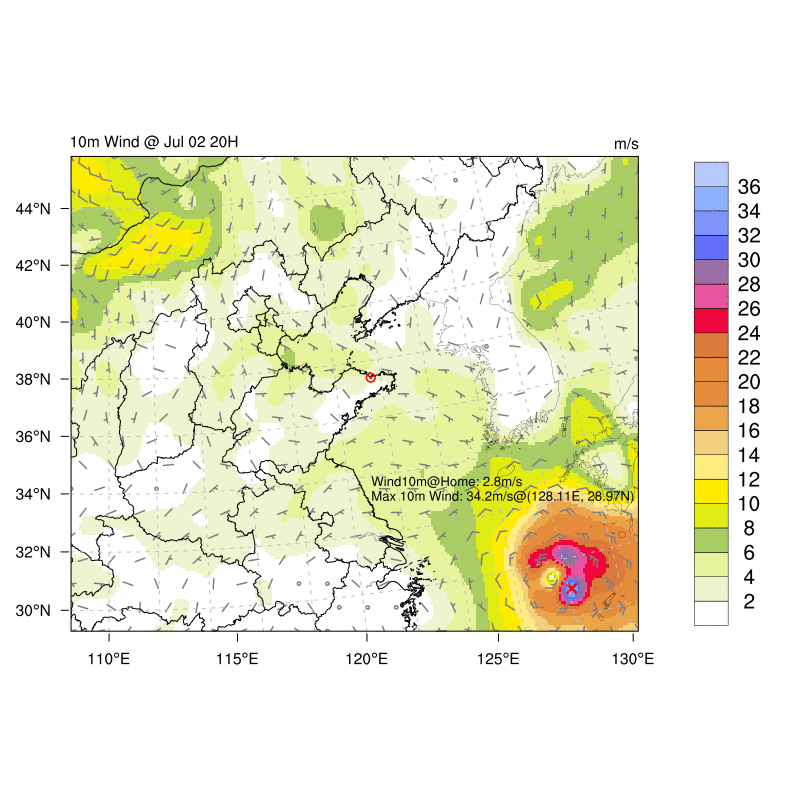 10m Wind @ Jul 02 20H
m/s
44°N
42°N
40°N
38°N
36°N
34°N
32°N
30°N
110°E
115°E
120°E
125°E
130°E
Wind10m@Home: 2.8m/s
Max 10m Wind: 34.2m/s@(128.11E, 28.97N)
36
34
32
30
28
26
24
22
20
18
16
14
12
10
8
6
4
2